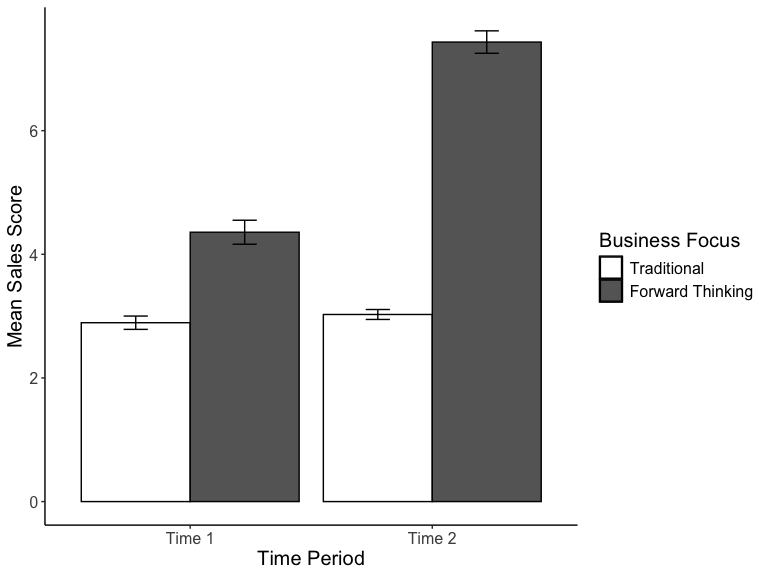 Mean Sales Score
6
4
2
0
Time 1
Time 2
Time Period
Business Focus
Traditional
Forward Thinking